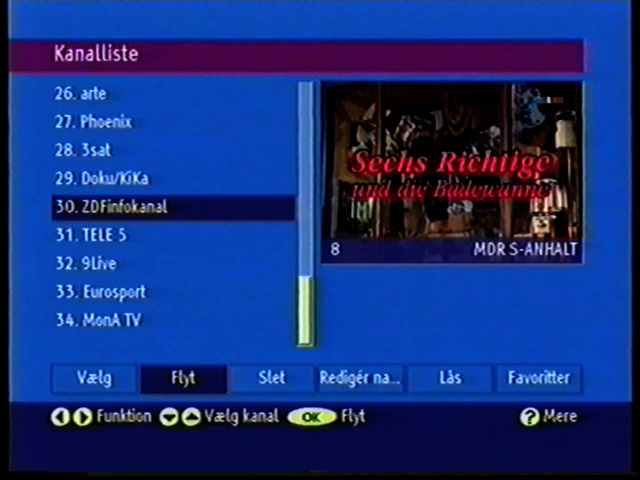 Kanalliste
26. arte
27. Phoenix
28. 3sat
29. Doku/KiKa
30. ZDFinfokanal
31. TELE 5
32. 9Live
33. Eurosport
34. MonA TV
Sechs Richtige
und die Badewanne
8 MDR S-ANHALT
Vælg Flyt Slet Redigér na... Lås Favoritter
Funktion Vælg kanal OK Flyt ? Mere